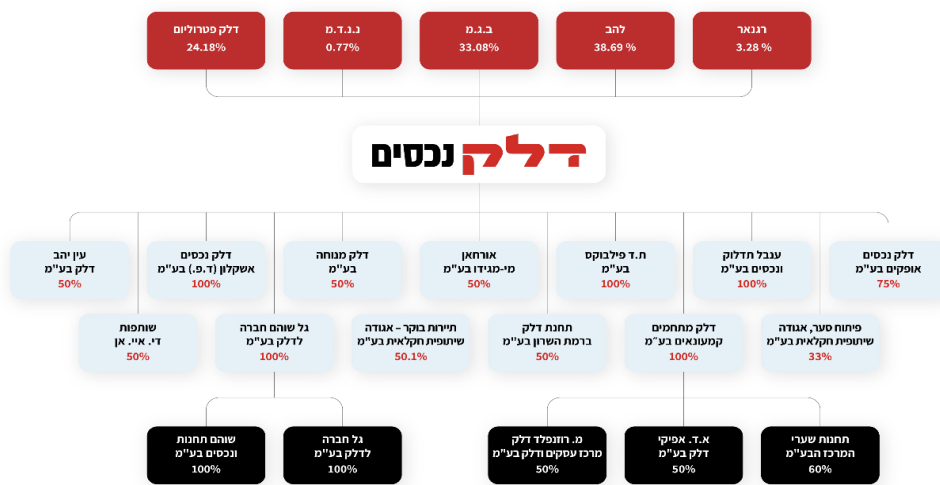 רגנאר
3.28 %
להב
38.69 %
ב.ג.מ
33.08%
נ.נ.ד.מ
0.77%
דלק פטרוליום
24.18%
דלק נכסים
דלק נכסים
אופקים בע"מ
75%
ענבל תדלוק
ונכסים בע"מ
100%
ת.ד פילבוקס
בע"מ
100%
אורחאן
מי-מגידו בע"מ
50%
דלק מנוחה
בע"מ
50%
דלק נכסים
אשקלון (ד.פ.) בע"מ
100%
עין יהב
דלק בע"מ
50%
פיתוח סער, אגודה
שיתופית חקלאית בע"מ
33%
דלק מתחמים
קמעונאים בע״מ
100%
תחנת דלק
ברמת השרון בע"מ
50%
תיירות בוקר – אגודה
שיתופית חקלאית בע"מ
50.1%
גל שוהם חברה
לדלק בע"מ
100%
שותפות
די. איי. אן
50%
תחנות שערי
המרכז הבע"מ
60%
א.ד. אפיקי
דלק בע"מ
50%
מ. רוזנפלד דלק
מרכז עסקים ודלק בע"מ
50%
גל חברה
לדלק בע"מ
100%
שוהם תחנות
ונכסים בע"מ
100%